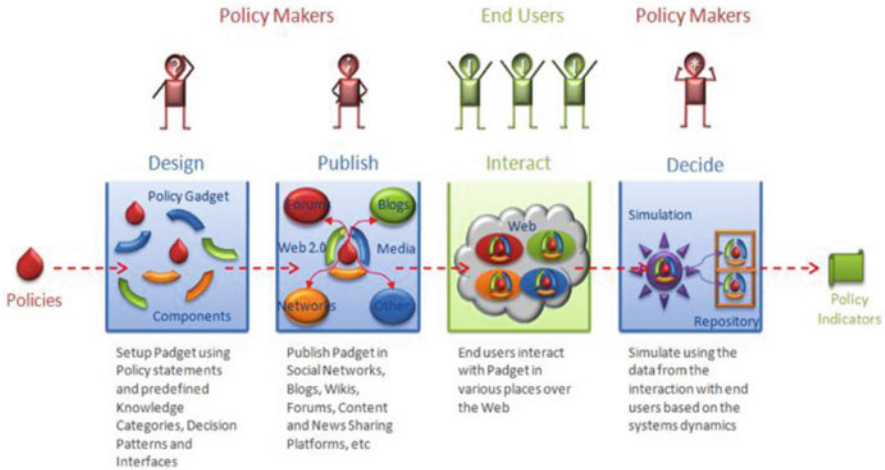 Policy Makers
End Users
Policy Makers
?
;
!
!
!
*
Design
Publish
Interact
Decide
Policies
Policy Gadget
Components
Forums
Blogs
Web 2.0
Media
Networks
Others
Web
Simulation
Repository
Policy
Indicators
Setup Padget using
Policy statements
and predefined
Knowledge
Categories, Decision
Patterns and
Interfaces
Publish Padget in
Social Networks,
Blogs, Wikis,
Forums, Content
and News Sharing
Platforms, etc
End users interact
with Padget in
various places over
the Web
Simulate using the
data from the
interaction with end
users based on the
systems dynamics